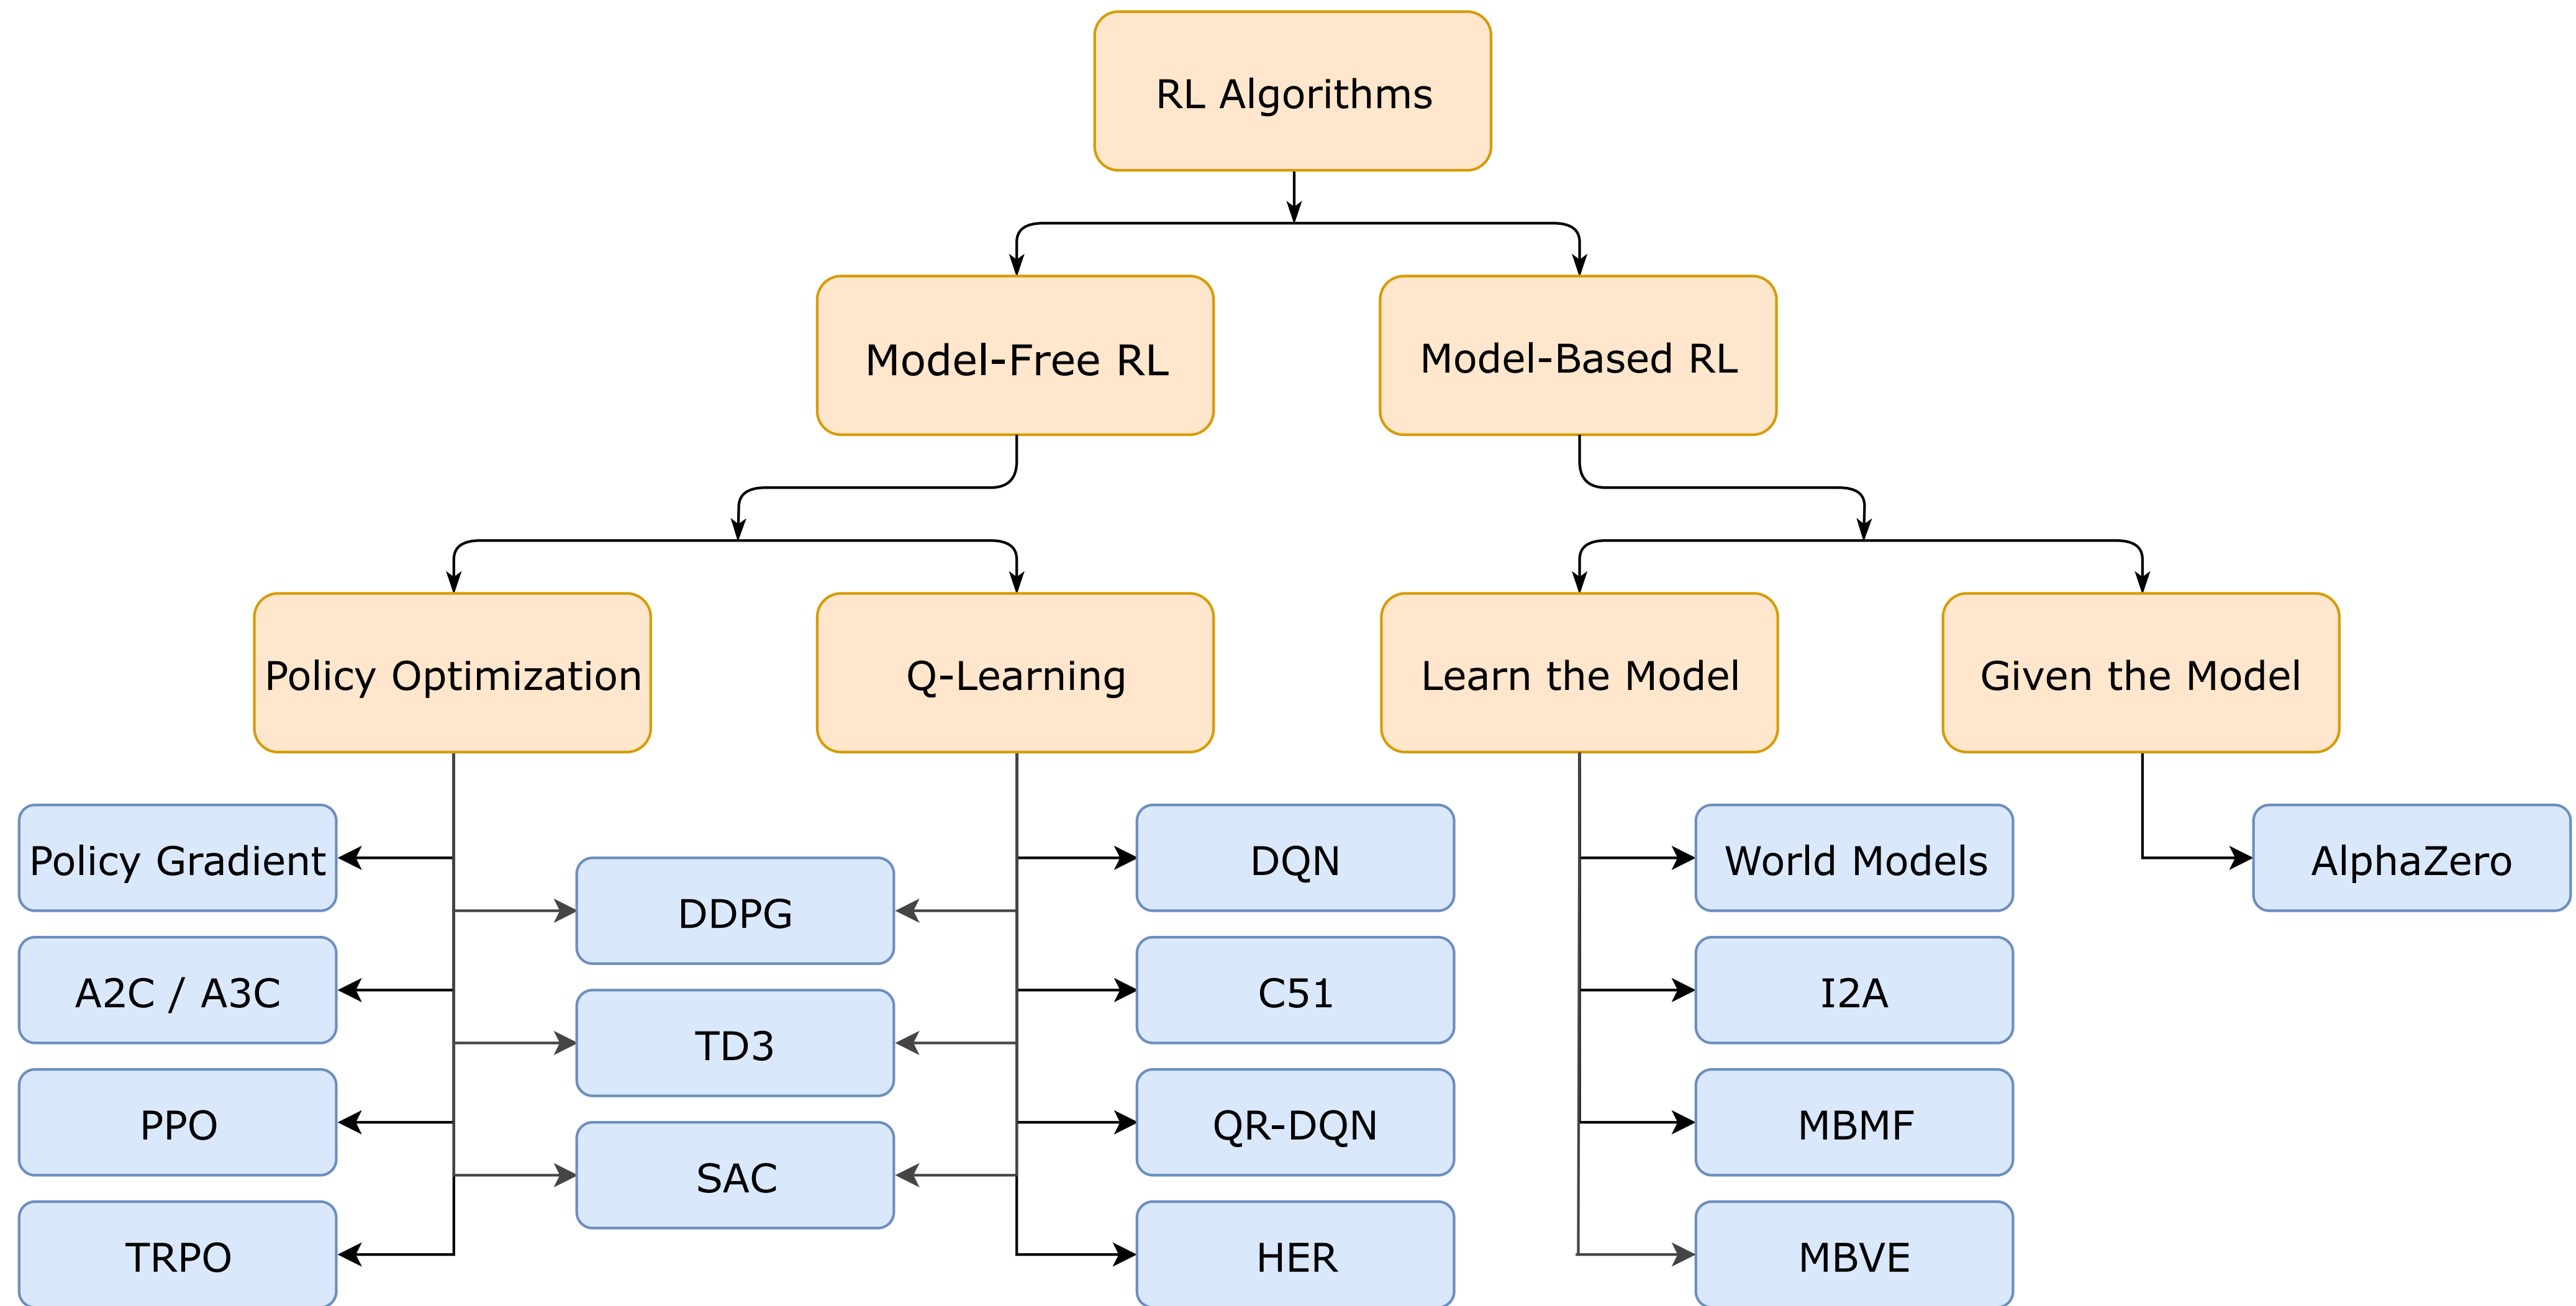 RL Algorithms
Model-Free RL
Model-Based RL
Policy Optimization
Q-Learning
Learn the Model
Given the Model
Policy Gradient
A2C / A3C
PPO
TRPO
DDPG
TD3
SAC
DQN
C51
QR-DQN
HER
World Models
I2A
MBMF
MBVE
AlphaZero